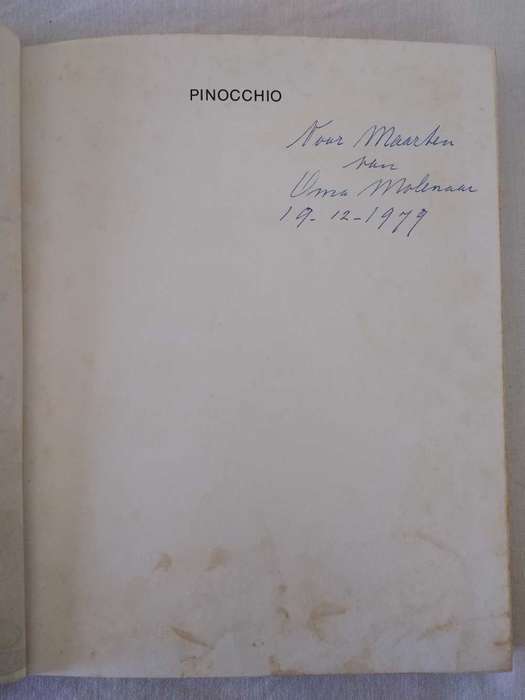 PINOCCHIO
Voor Maarten
van
Oma Molenaar
19-12-1979